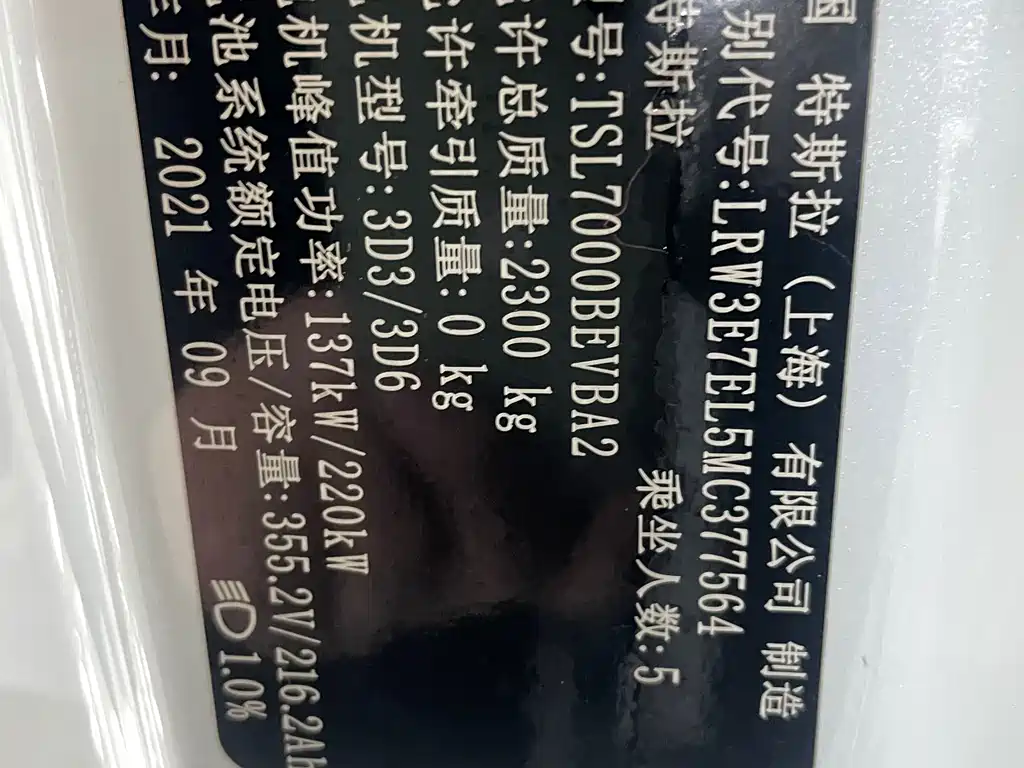 国 特斯拉（上海）有限公司 制造
别代号:LRW3E7EL5MC377564
特斯拉 乘坐人数:5
号:TSL7000BEVBA2
许总质量:2300 kg
许牵引质量:0 kg
机型号:3D3/3D6
机峰值功率:137kW/220kW
池系统额定电压/容量:355.2V/216.2Ah
年月: 2021 年 09 月 1.0%